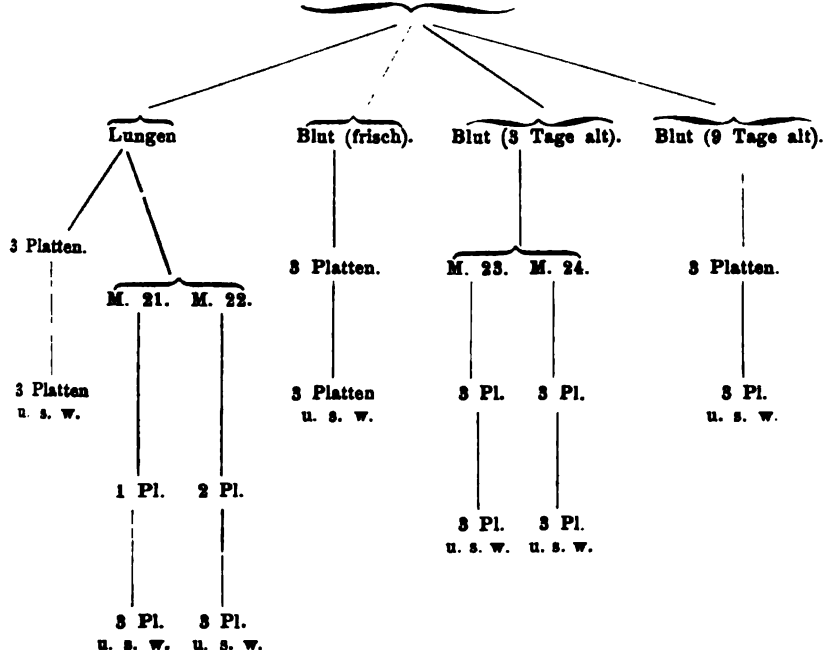 Lungen Blut (frisch). Blut (3 Tage alt). Blut (9 Tage alt).
3 Platten. 3 Platten. M. 23. M. 24. 3 Platten.
M. 21. M. 22.
3 Platten 3 Platten 3 Pl. 3 Pl. 3 Pl.
u. s. w. u. s. w. u. s. w.
1 Pl. 2 Pl.
3 Pl. 3 Pl.
u. s. w. u. s. w.
3 Pl. 3 Pl.
u. s. w. u. s. w.